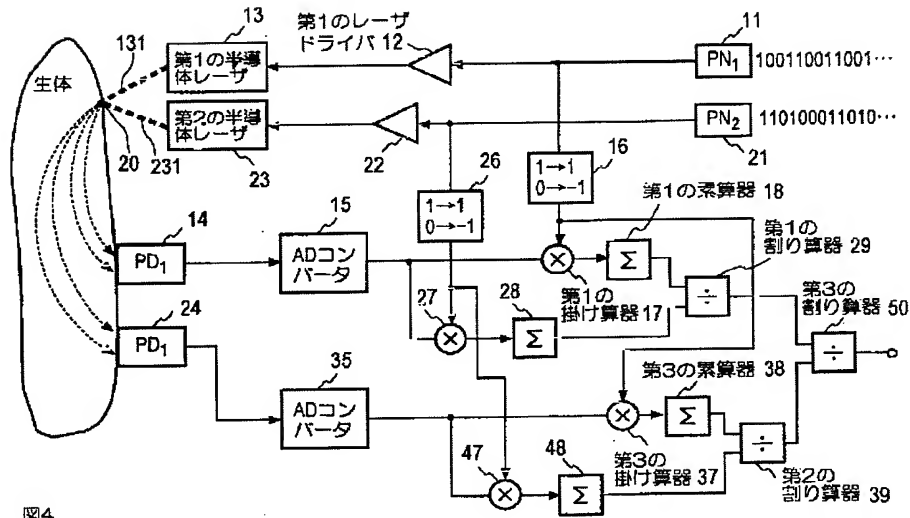 13
第1のレーザ
ドライバ 12
11
131
第1の半導
体レーザ
PN₁
100110011001…
生体
第2の半導
体レーザ
PN₂
110100011010…
20
231
23
22
26
16
21
1→1
0→-1
1→1
0→-1
第1の素算器 18
14
15
第1の
割り算器 29
PD₁
ADコン
バータ
Σ
÷
第3の
割り算器 50
24
27
28
第1の
掛け算器 17
PD₁
Σ
÷
35
第3の素算器 38
ADコン
バータ
Σ
÷
47
48
第3の
掛け算器 37
第2の
割り算器 39
Σ
図4